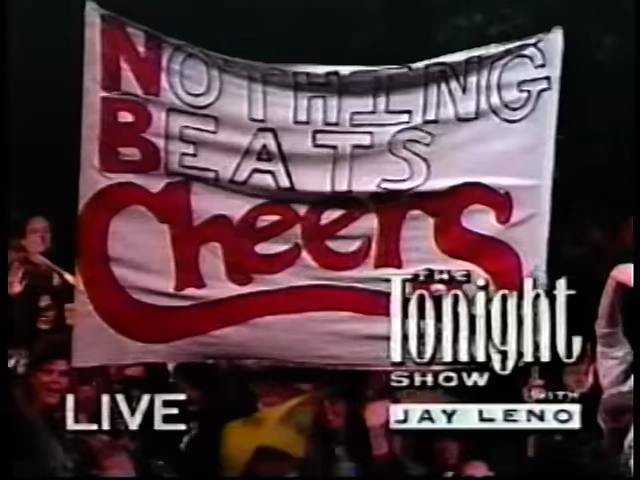 NOTHING
BEATS
Cheers
THE
Tonight
SHOW
WITH
LIVE
JAY LENO